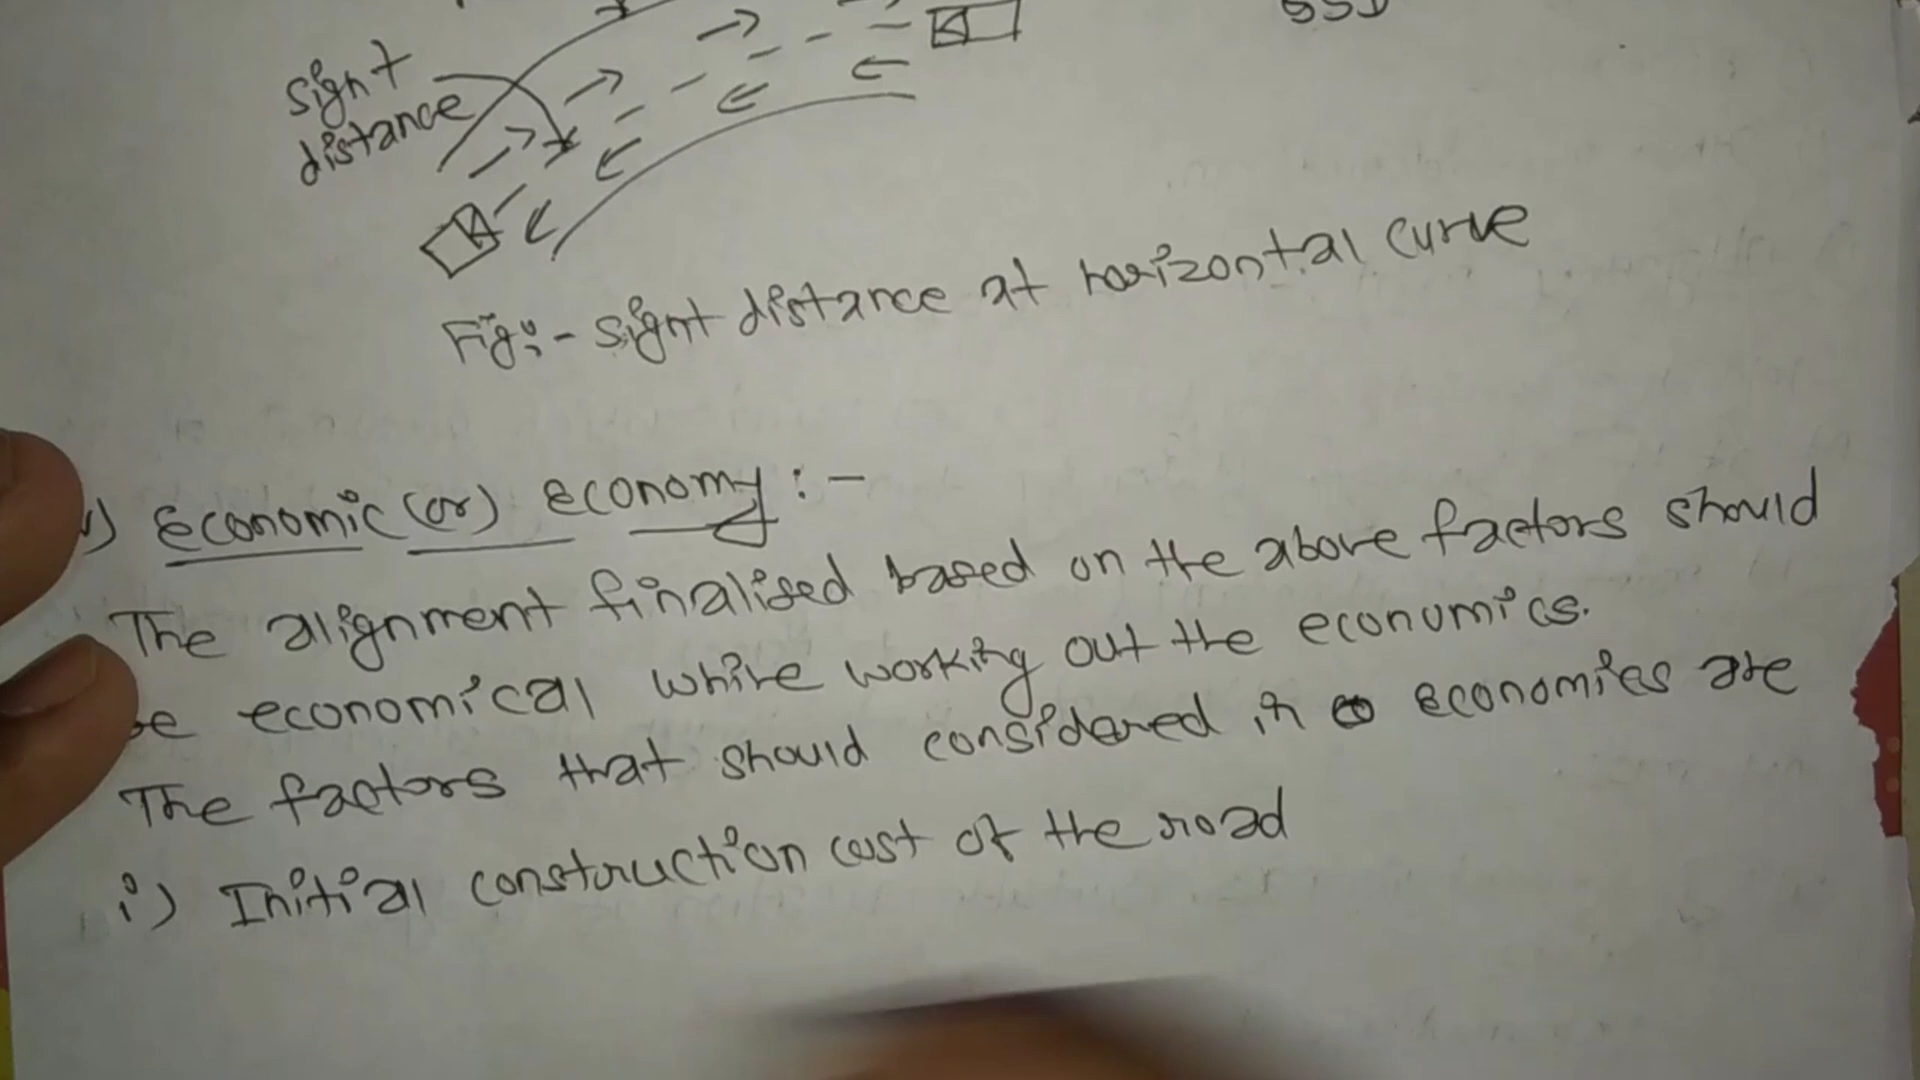 SSD
sight
distance
Fig:- sight distance at horizontal curve
v) Economic (or) economy:-
The alignment finalised based on the above factors should
be economical while working out the economics.
The factors that should considered in economies are
i) Initial construction cost of the road